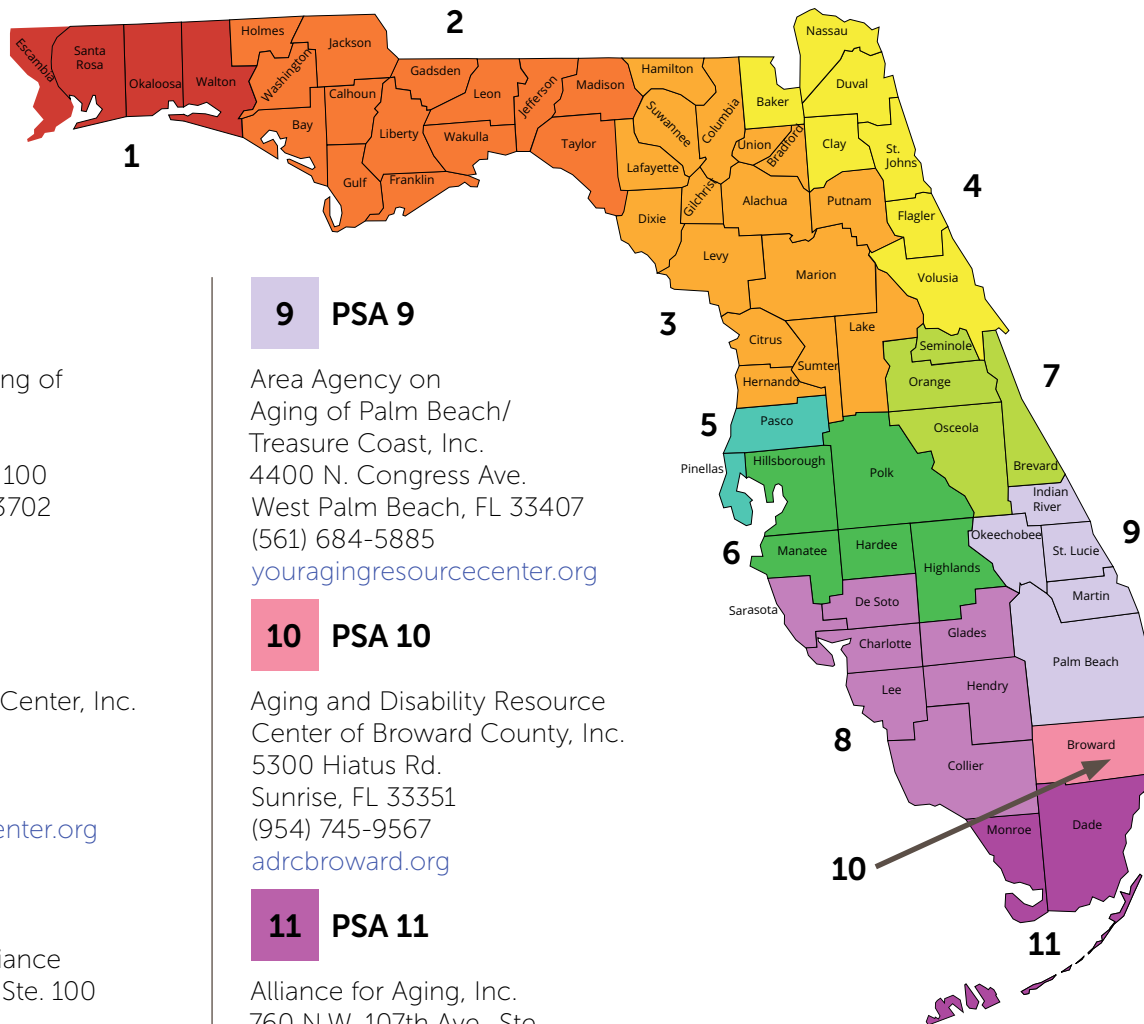 ng of
100
3702
Center, Inc.
enter.org
iance
Ste. 100
9 PSA 9
Area Agency on
Aging of Palm Beach/
Treasure Coast, Inc.
4400 N. Congress Ave.
West Palm Beach, FL 33407
(561) 684-5885
youragingresourcecenter.org
10 PSA 10
Aging and Disability Resource
Center of Broward County, Inc.
5300 Hiatus Rd.
Sunrise, FL 33351
(954) 745-9567
adrcbroward.org
11 PSA 11
Alliance for Aging, Inc.
760 N.W. 107th Ave., Ste.
1
Escambia
Santa
Rosa
Okaloosa
Walton
2
Holmes
Jackson
Washington
Bay
Calhoun
Gulf
Liberty
Franklin
Gadsden
Leon
Wakulla
Jefferson
Madison
Taylor
3
Hamilton
Suwannee
Columbia
Lafayette
Dixie
Gilchrist
Union
Bradford
Alachua
Putnam
Levy
Marion
Citrus
Hernando
Sumter
Lake
4
Nassau
Baker
Duval
Clay
St.
Johns
Flagler
Volusia
5
Pasco
Pinellas
6
Hillsborough
Polk
Manatee
Hardee
Highlands
7
Seminole
Orange
Osceola
Brevard
8
Sarasota
De Soto
Charlotte
Glades
Lee
Hendry
Collier
9
Indian
River
Okeechobee
St. Lucie
Martin
Palm Beach
10
Broward
11
Monroe
Dade